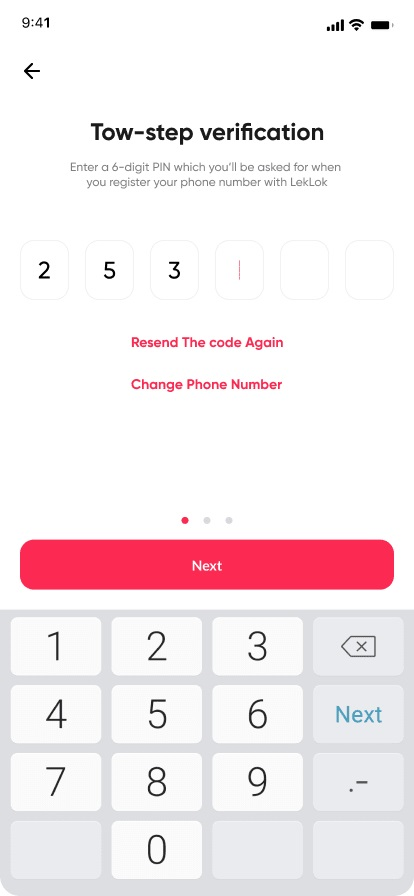 9:41
Tow-step verification
Enter a 6-digit PIN which you'll be asked for when
you register your phone number with LekLok
2 5 3
Resend The code Again
Change Phone Number
Next
1 2 3
4 5 6 Next
7 8 9 .-
0